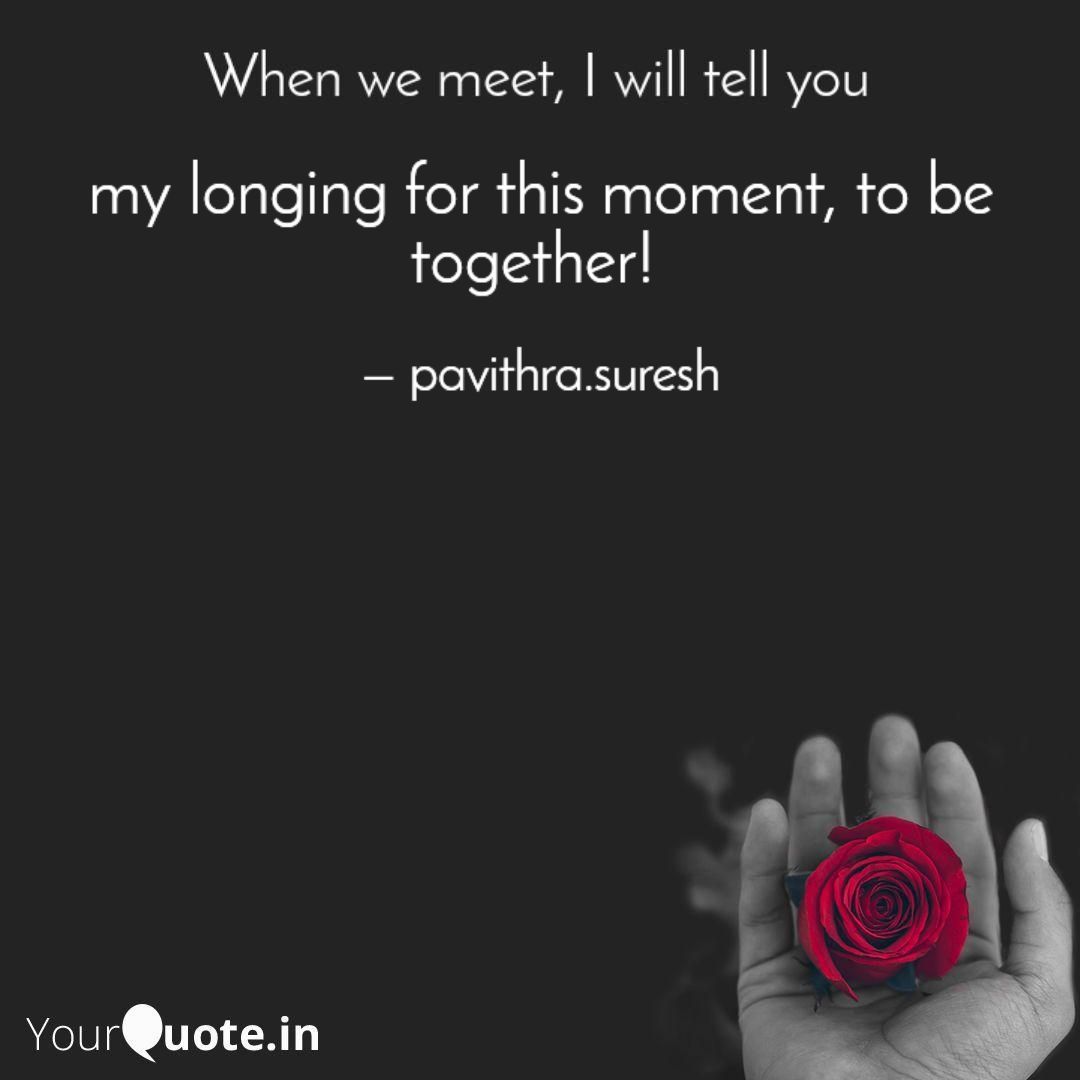 When we meet, I will tell you
my longing for this moment, to be
together!
– pavithra.suresh
YourQuote.in